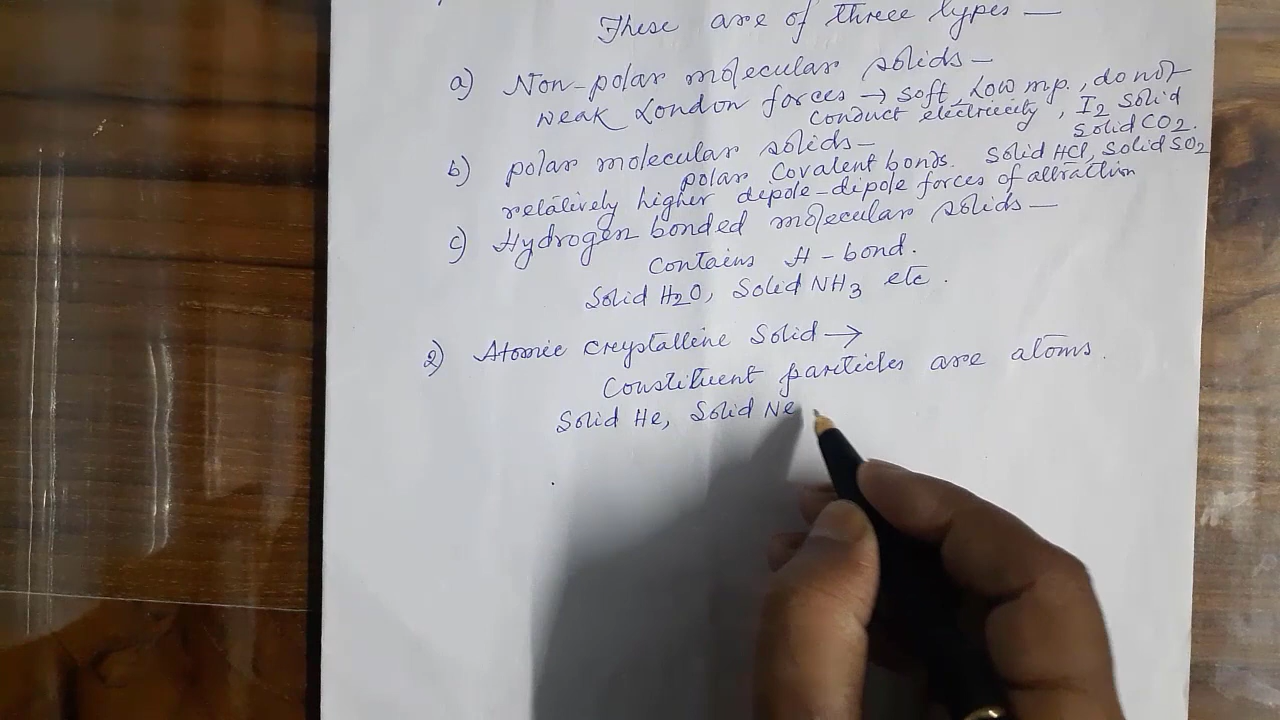 These are of three types —
a) Non-polar molecular solids —
weak London forces → soft, Low mp., do not
conduct electricity, I2 Solid
Solid CO2.
b) polar molecular solids —
polar Covalent bonds. Solid HCl, Solid SO2
relatively higher depole-depole forces of attraction
c) Hydrogen bonded molecular solids —
Contains H-bond.
Solid H2O, Solid NH3 etc.
2) Atomic Crystalline Solid →
Constituent particles are atoms.
Solid He, Solid Ne